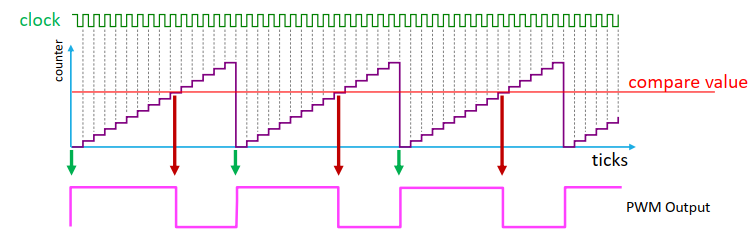 clock
counter
compare value
ticks
PWM Output